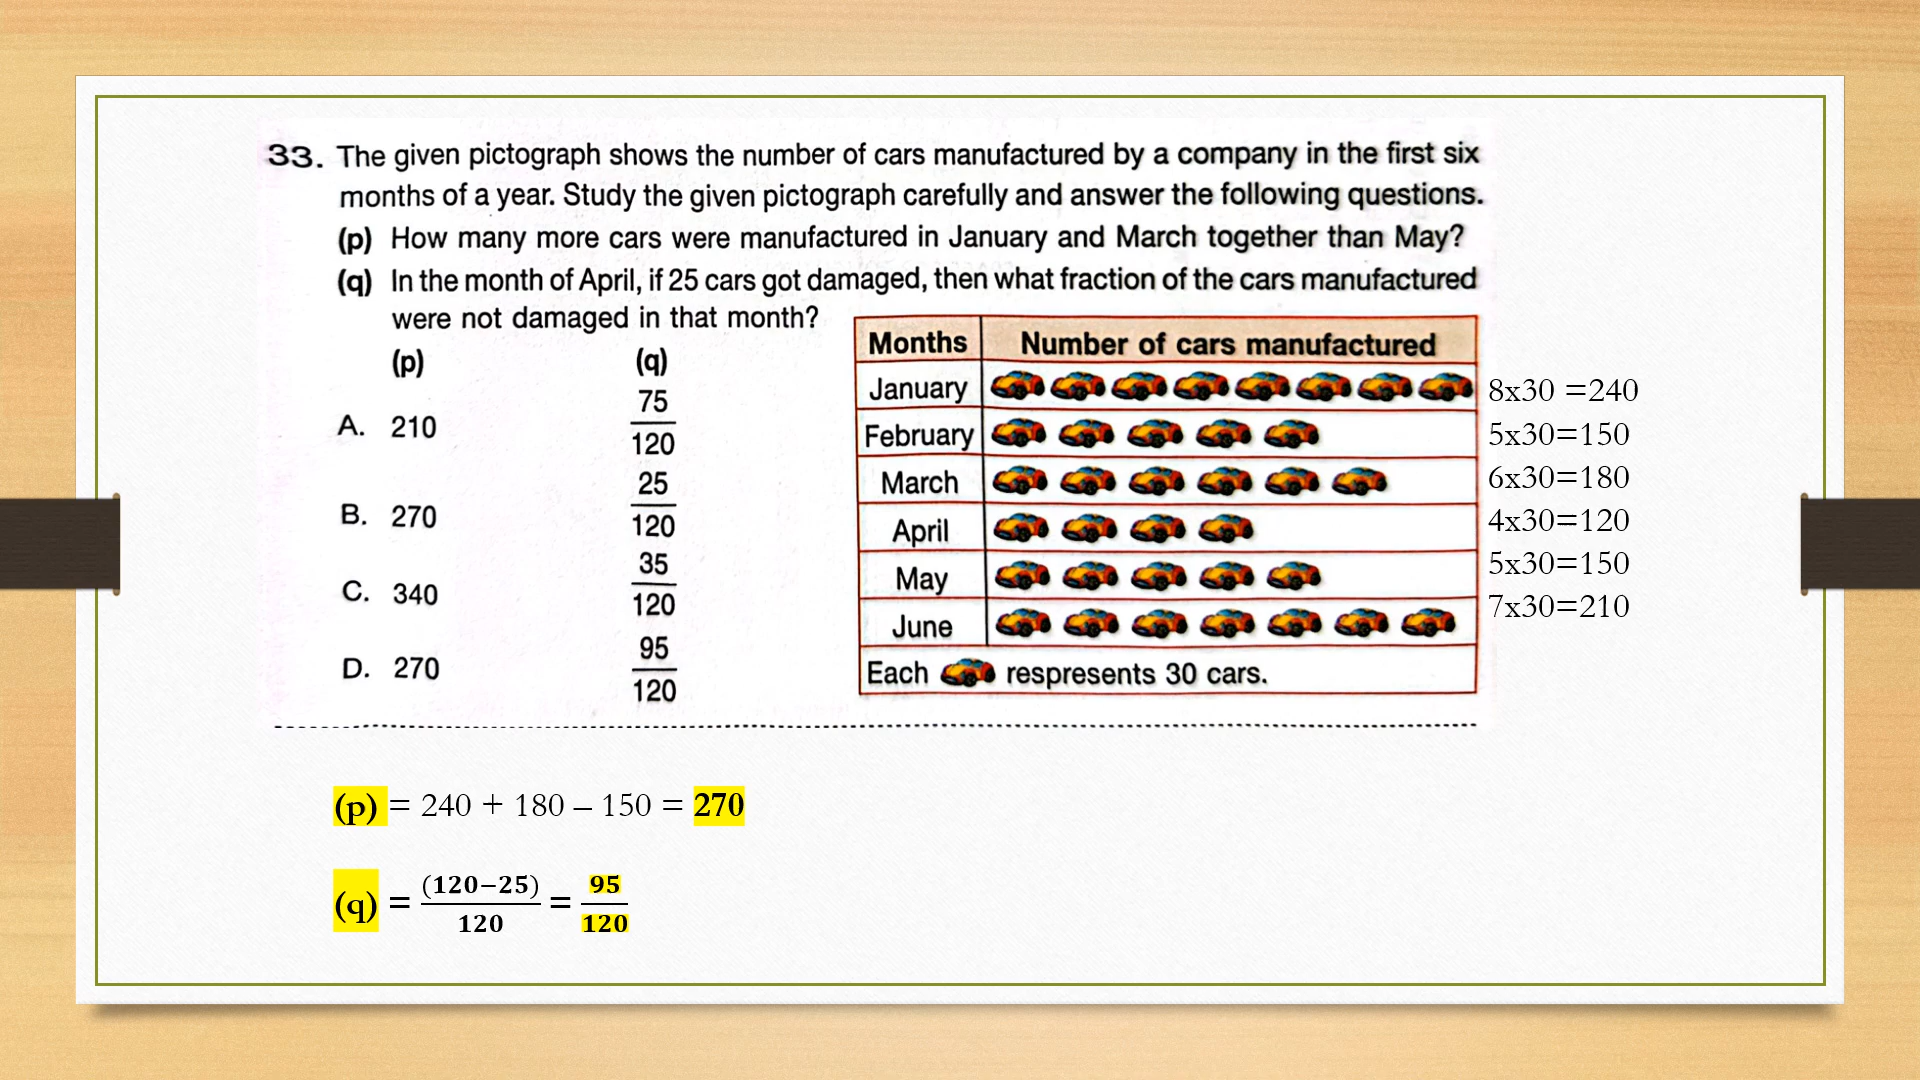 33. The given pictograph shows the number of cars manufactured by a company in the first six
months of a year. Study the given pictograph carefully and answer the following questions.
(p) How many more cars were manufactured in January and March together than May?
(q) In the month of April, if 25 cars got damaged, then what fraction of the cars manufactured
were not damaged in that month?
(p) (q)
A. 210 75/120
B. 270 25/120
C. 340 35/120
D. 270 95/120
Months Number of cars manufactured
January 8x30 =240
February 5x30=150
March 6x30=180
April 4x30=120
May 5x30=150
June 7x30=210
Each respresents 30 cars.
(p) = 240 + 180 – 150 = 270
(q) = (120−25)/120 = 95/120